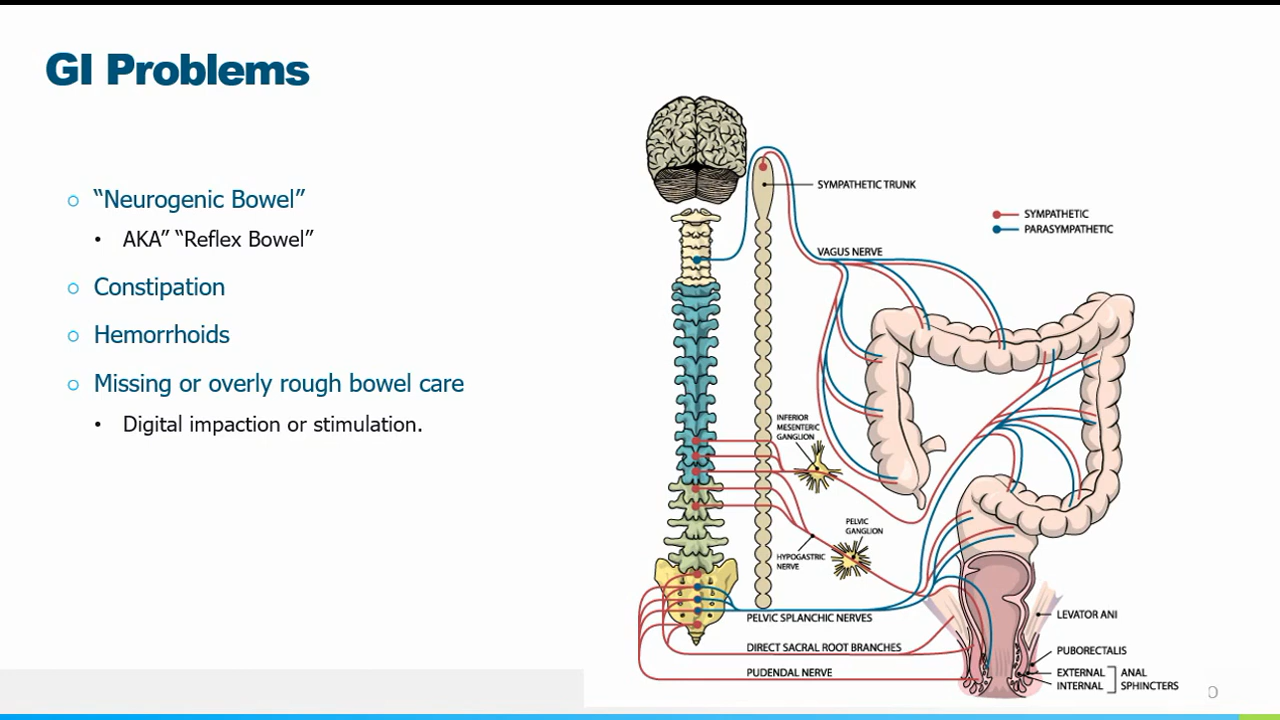 GI Problems
“Neurogenic Bowel”
AKA” “Reflex Bowel”
Constipation
Hemorrhoids
Missing or overly rough bowel care
Digital impaction or stimulation.
SYMPATHETIC TRUNK
SYMPATHETIC
PARASYMPATHETIC
VAGUS NERVE
INFERIOR
MESENTERIC
GANGLION
PELVIC
GANGLION
HYPOGASTRIC
NERVE
PELVIC SPLANCHIC NERVES
DIRECT SACRAL ROOT BRANCHES
PUDENDAL NERVE
LEVATOR ANI
PUBORECTALIS
EXTERNAL
INTERNAL
ANAL
SPHINCTERS